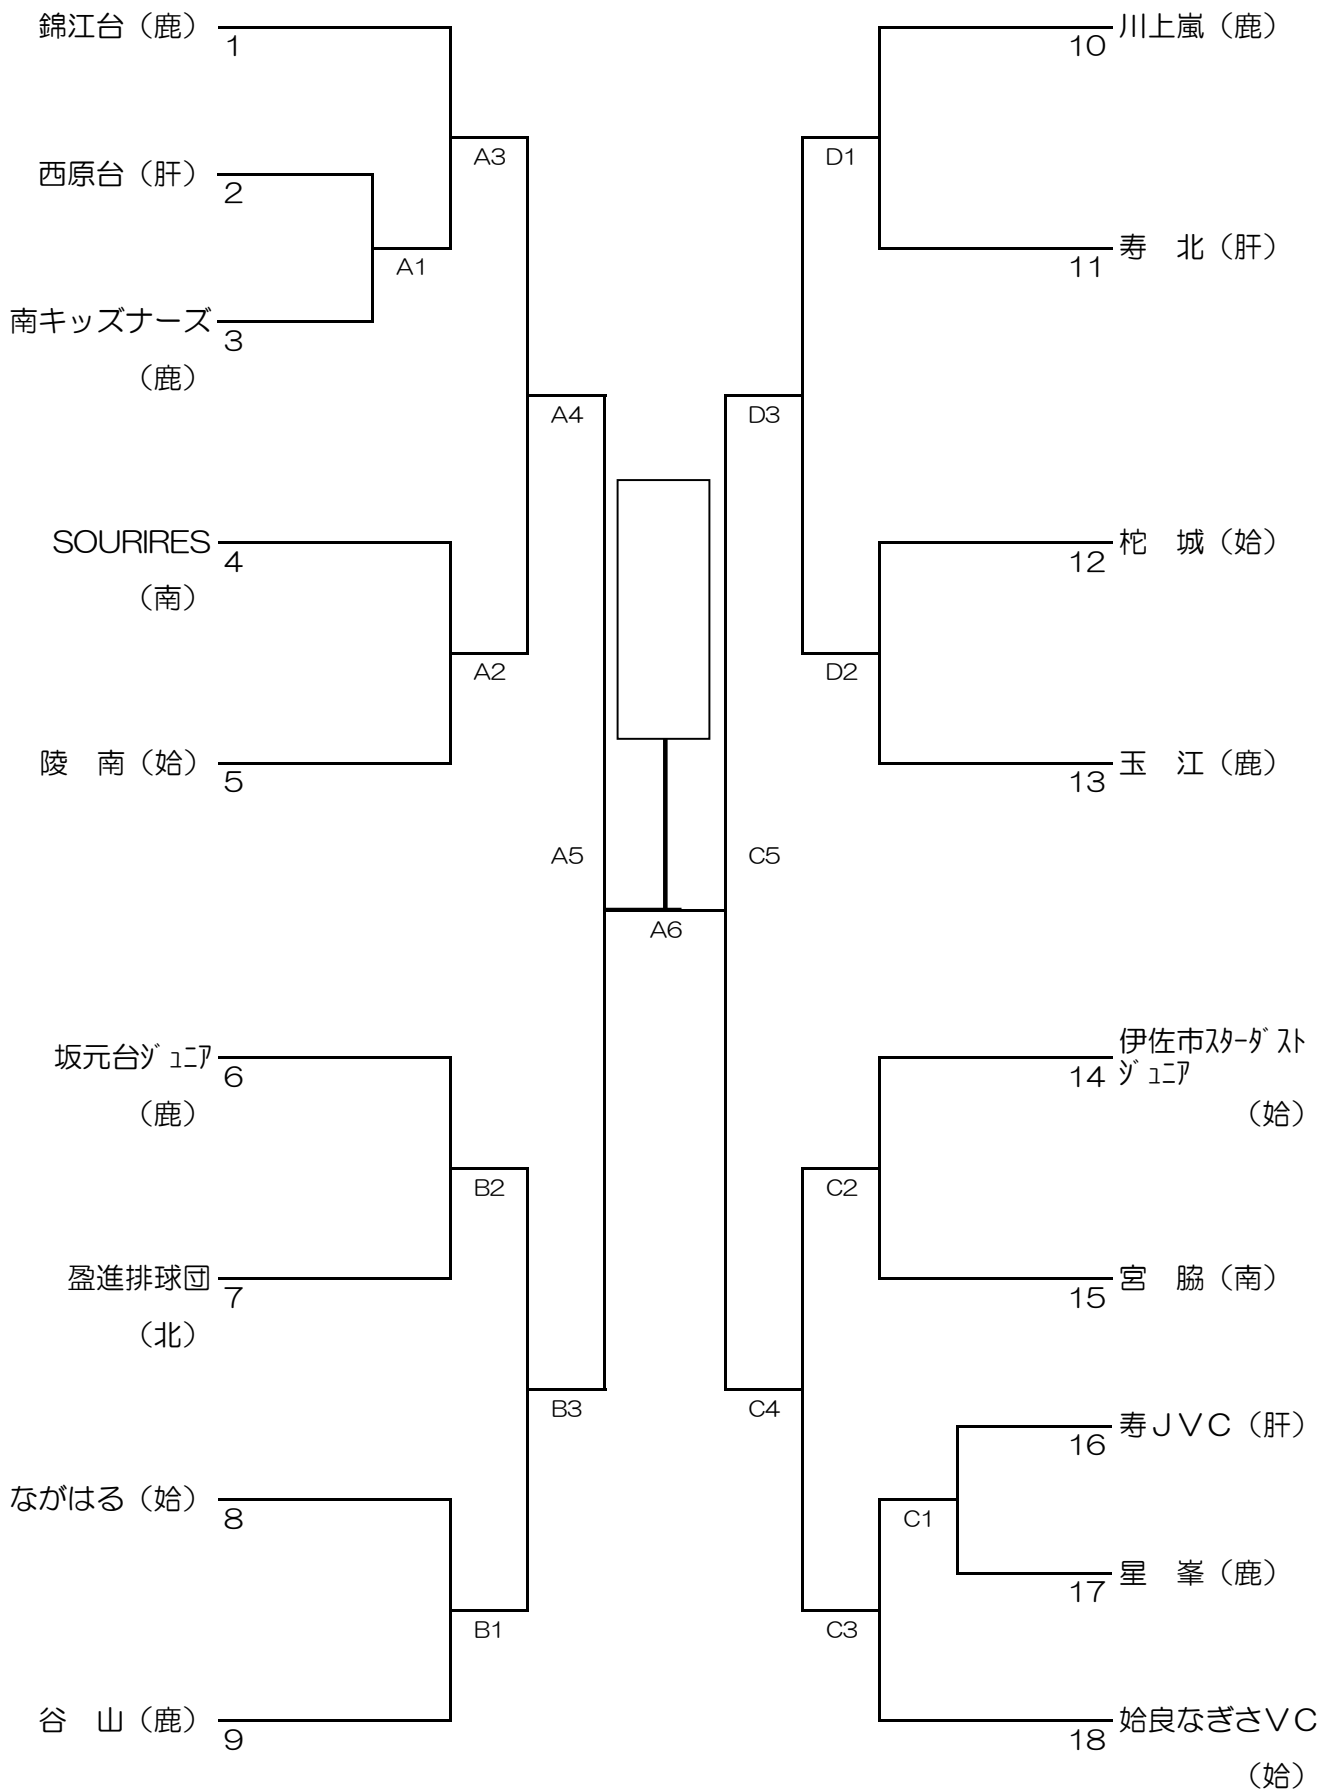 錦江台（鹿）
1
西原台（肝）
2
南キッズナーズ
3
（鹿）
SOURIRES
4
（南）
陵　南（姶）
5
坂元台ｼﾞｭﾆｱ
6
（鹿）
盈進排球団
7
（北）
ながはる（姶）
8
谷　山（鹿）
9
A1
A3
A2
A4
A5
B2
B1
B3
A6
D1
D2
D3
C5
C2
C4
C1
C3
川上嵐（鹿）
10
寿　北（肝）
11
柁　城（姶）
12
玉　江（鹿）
13
伊佐市ｽﾀｰﾀﾞｽﾄ
ｼﾞｭﾆｱ
14
（姶）
宮　脇（南）
15
寿ＪＶＣ（肝）
16
星　峯（鹿）
17
姶良なぎさＶＣ
18
（姶）